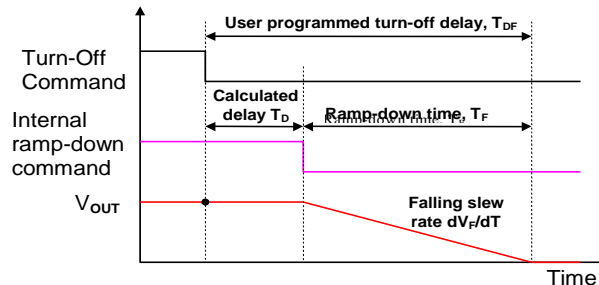 User programmed turn-off delay, TDF
Turn-Off
Command
Calculated
delay TD
Ramp-down time, TF
Internal
ramp-down
command
VOUT
Falling slew
rate dVF/dT
Time